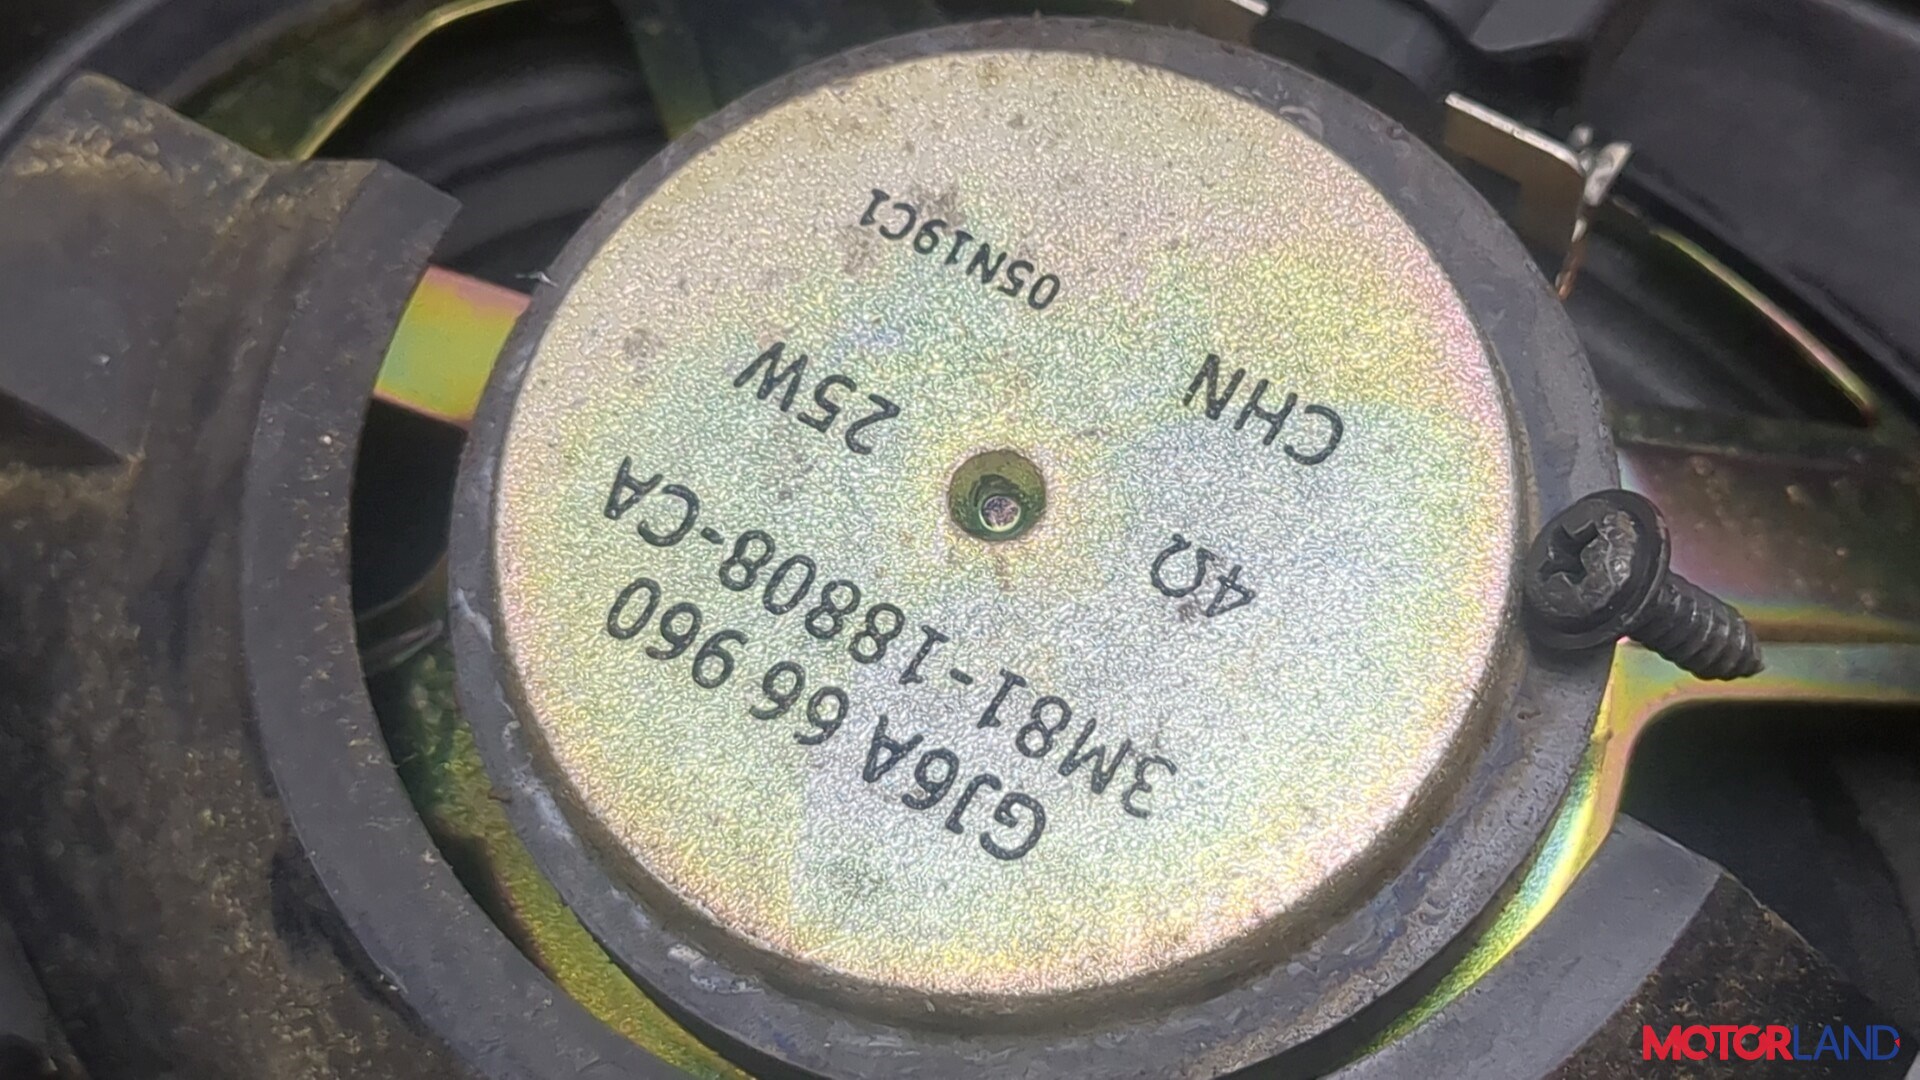 GJ6A 66 960
3M81-18808-CA
4Ω 25W
CHN
05N19C1
MOTORLAND